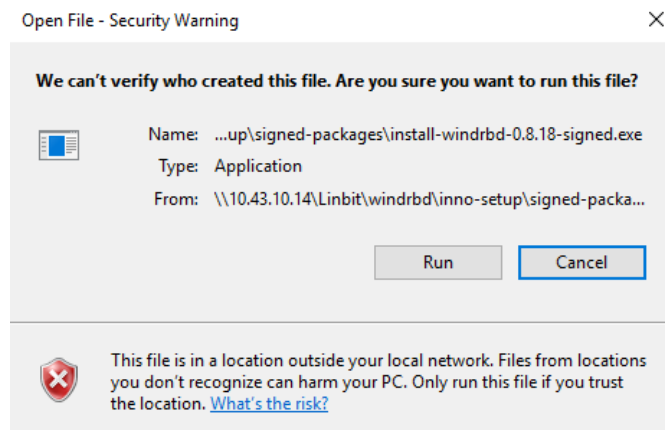 Open File - Security Warning
We can't verify who created this file. Are you sure you want to run this file?
Name: ...up\signed-packages\install-windrbd-0.8.18-signed.exe
Type: Application
From: \\10.43.10.14\Linbit\windrbd\inno-setup\signed-packa...
Run Cancel
This file is in a location outside your local network. Files from locations
you don't recognize can harm your PC. Only run this file if you trust
the location. What's the risk?